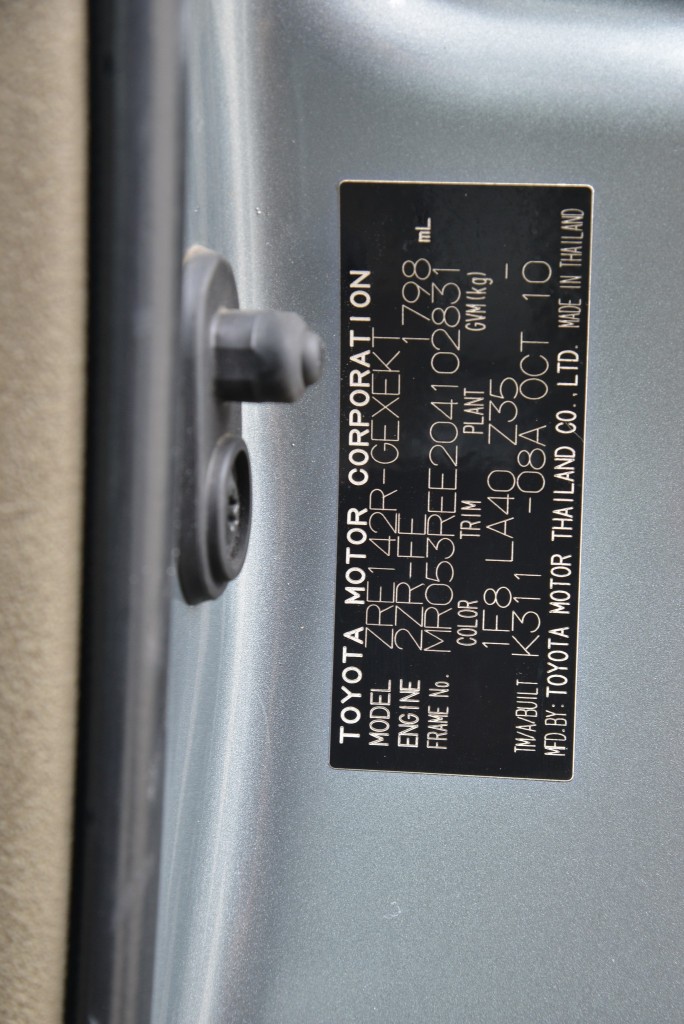 TOYOTA MOTOR CORPORATION
MODEL ZRE142R-GEXEKT
ENGINE 2ZR-FE 1798 mL
FRAME No. MR053REE204102831
COLOR TRIM PLANT GVM(kg)
1E8 LA40 Z35 -
TM/A/BUILT K311 -08A OCT 10
MFD.BY: TOYOTA MOTOR THAILAND CO.,LTD. MADE IN THAILAND